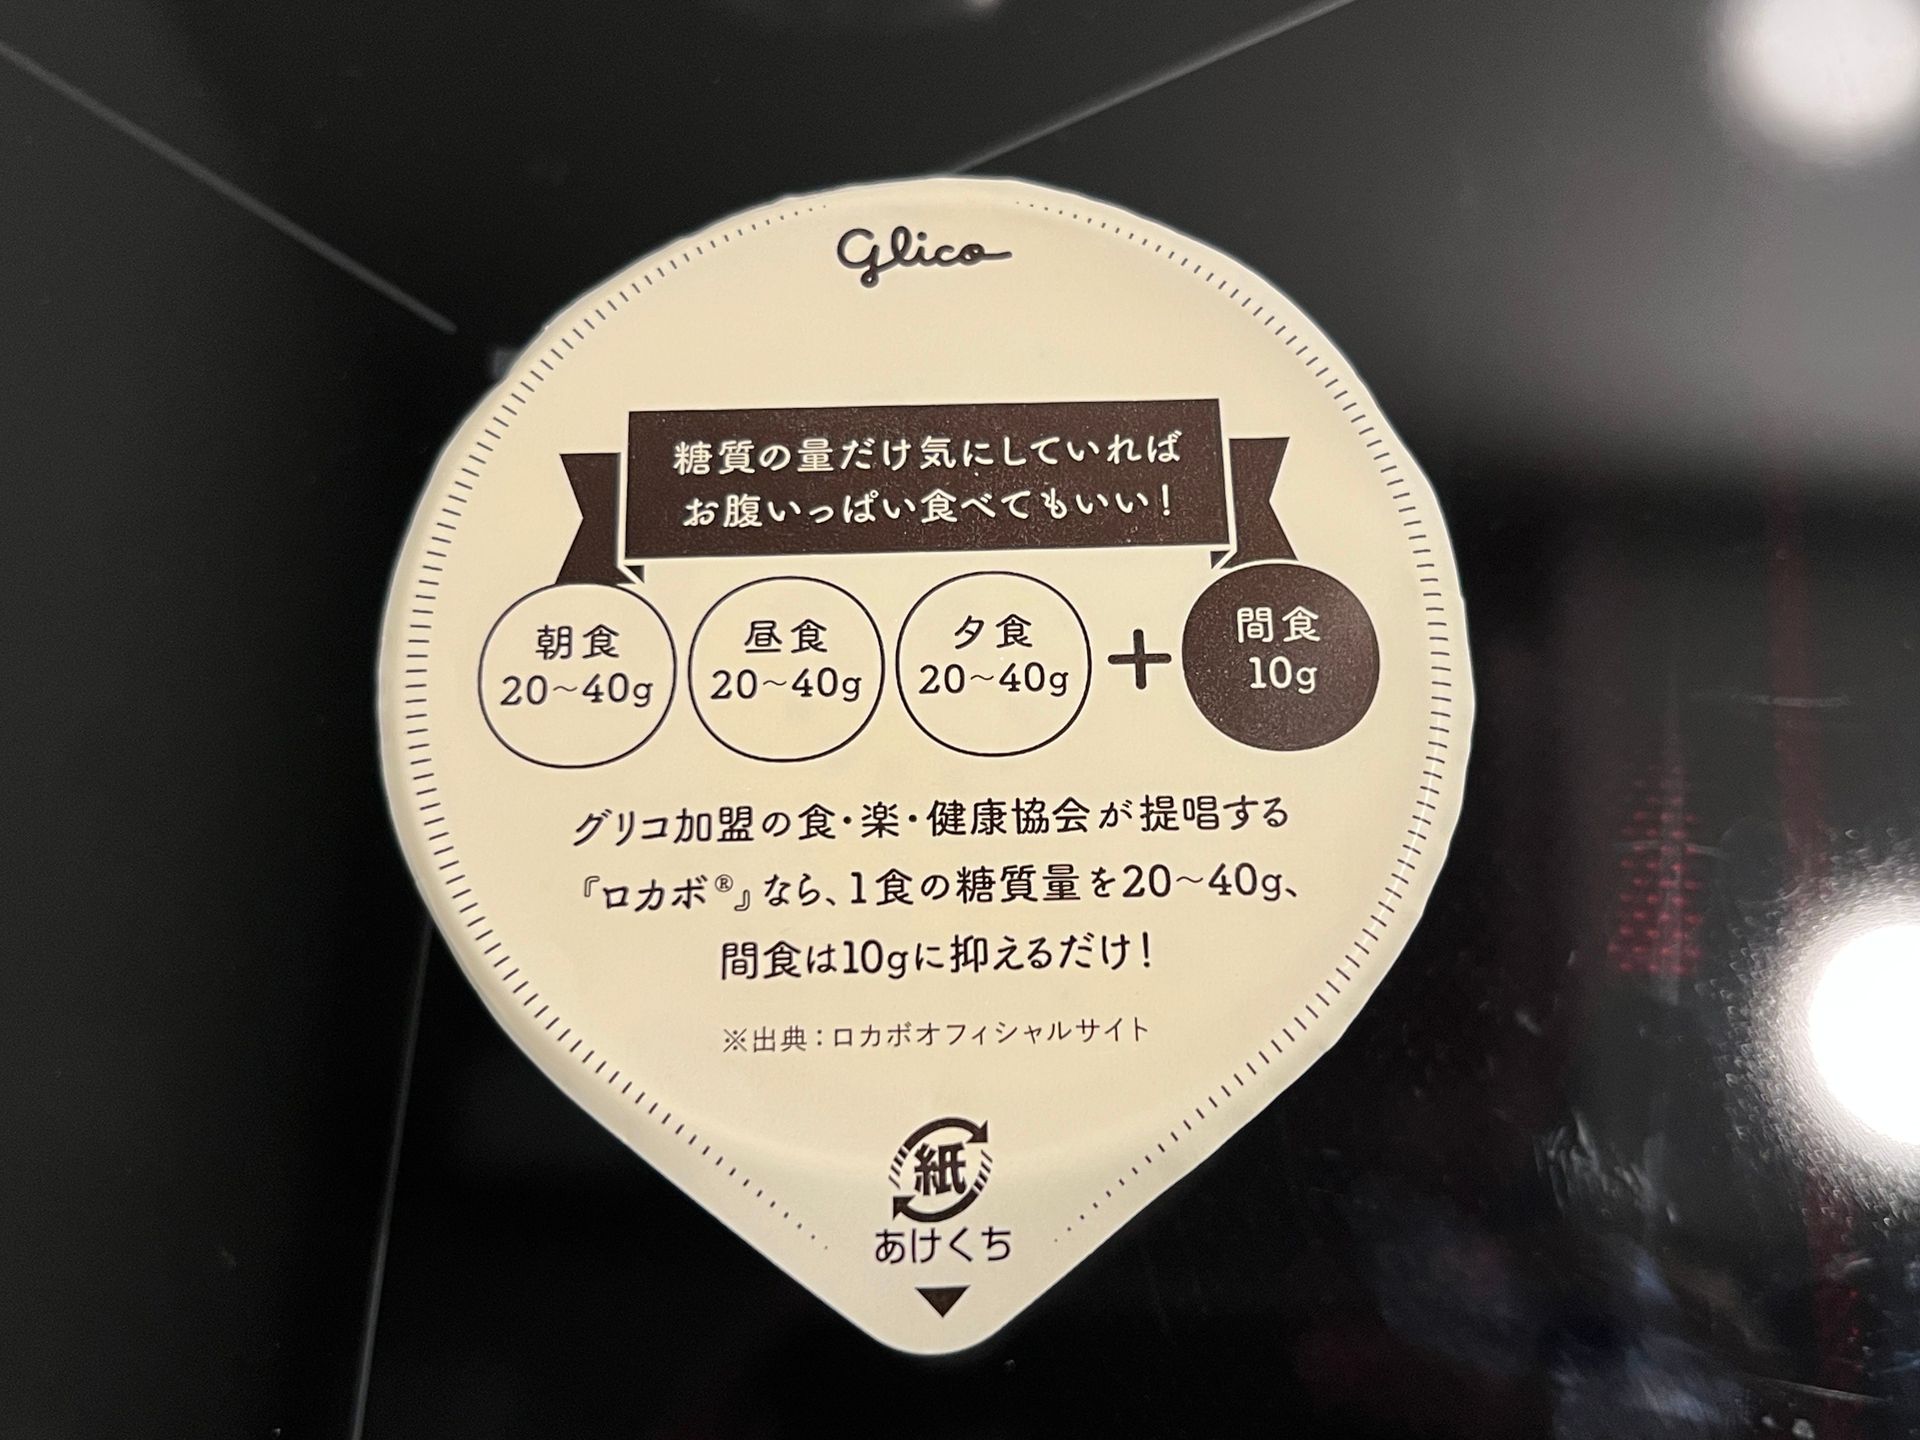 Glico
糖質の量だけ気にしていれば
お腹いっぱい食べてもいい！
朝食
20～40g
昼食
20～40g
夕食
20～40g
+
間食
10g
グリコ加盟の食・楽・健康協会が提唱する
『ロカボ®』なら、1食の糖質量を20～40g、
間食は10gに抑えるだけ！
※出典：ロカボオフィシャルサイト
紙
あけくち